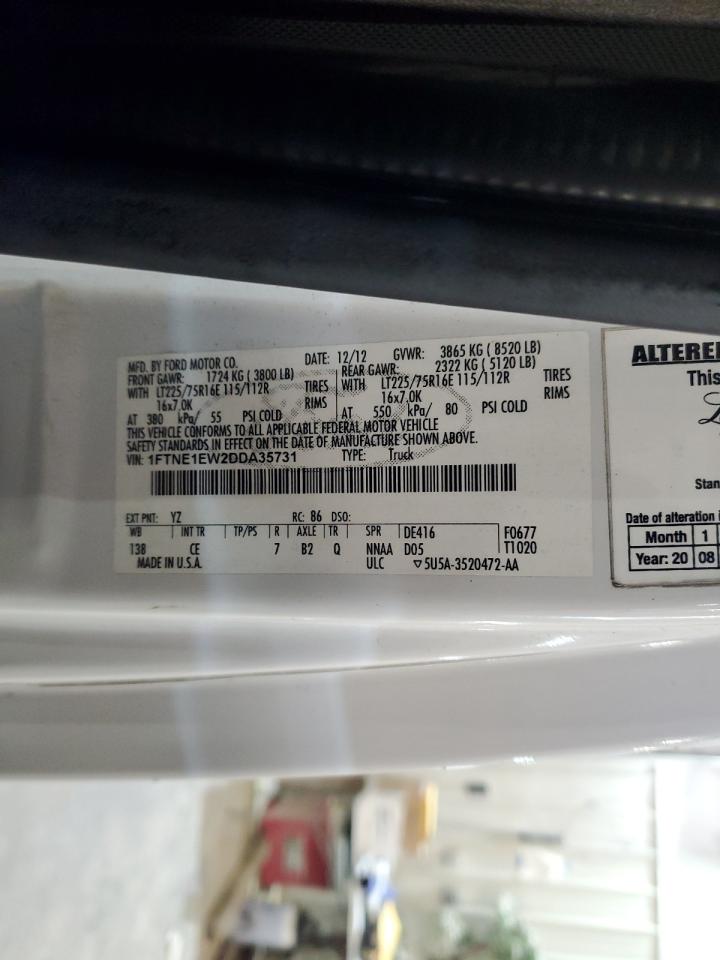 MFD. BY FORD MOTOR CO. DATE: 12/12 GVWR: 3865 KG ( 8520 LB)
FRONT GAWR: 1724 KG ( 3800 LB) REAR GAWR: 2322 KG ( 5120 LB)
WITH LT225/75R16E 115/112R TIRES WITH LT225/75R16E 115/112R TIRES
16x7.0K RIMS 16x7.0K RIMS
AT 380 kPa/ 55 PSI COLD AT 550 kPa/ 80 PSI COLD
THIS VEHICLE CONFORMS TO ALL APPLICABLE FEDERAL MOTOR VEHICLE
SAFETY STANDARDS IN EFFECT ON THE DATE OF MANUFACTURE SHOWN ABOVE.
VIN: 1FTNE1EW2DDA35731 TYPE: Truck
EXT PNT: YZ RC: 86 DSO:
WB INT TR TP/PS R AXLE TR SPR DE416 F0677
138 CE 7 B2 Q NNAA D05 T1020
MADE IN U.S.A. ULC ▽5U5A-3520472-AA
ALTERED
This
Stan
Date of alteration i
Month 1
Year: 20 08